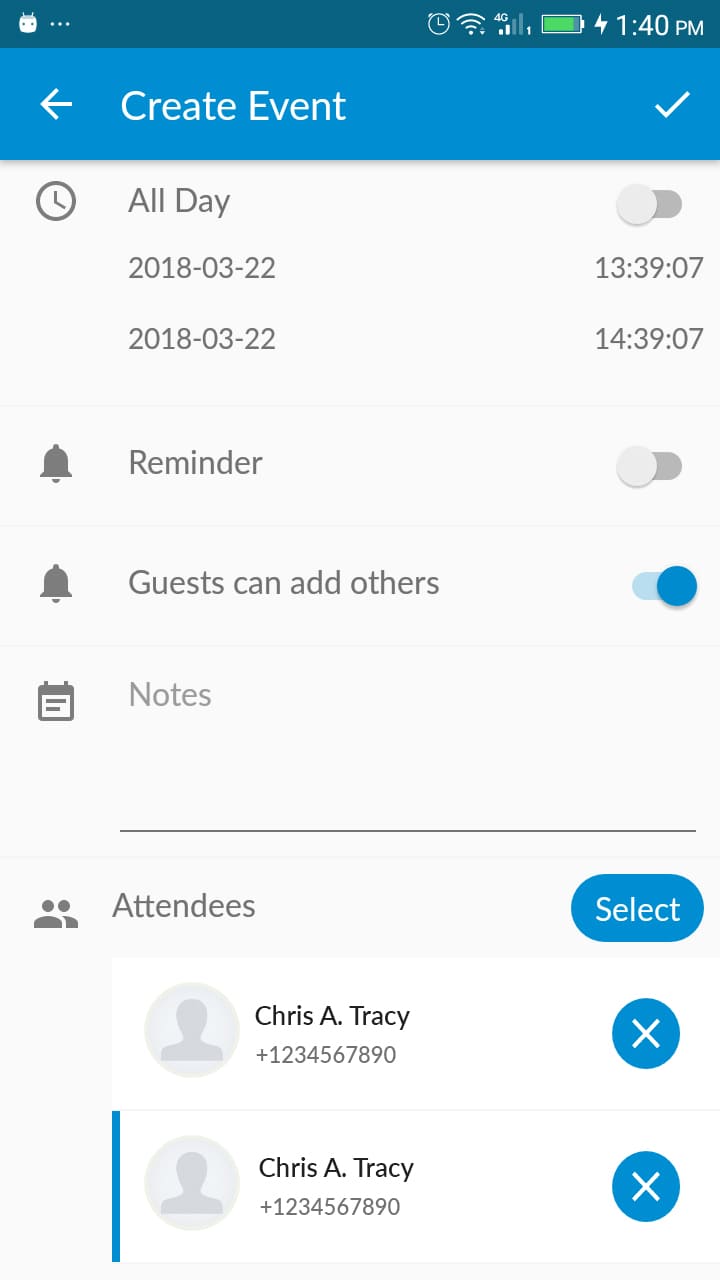 4G 1 1:40 PM
Create Event
All Day
2018-03-22 13:39:07
2018-03-22 14:39:07
Reminder
Guests can add others
Notes
Attendees Select
Chris A. Tracy
+1234567890
Chris A. Tracy
+1234567890